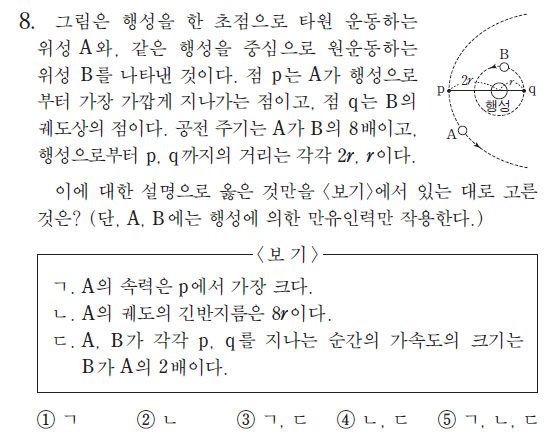 8. 그림은 행성을 한 초점으로 타원 운동하는
위성 A와, 같은 행성을 중심으로 원운동하는
위성 B를 나타낸 것이다. 점 p는 A가 행성으로
부터 가장 가깝게 지나가는 점이고, 점 q는 B의
궤도상의 점이다. 공전 주기는 A가 B의 8배이고,
행성으로부터 p, q까지의 거리는 각각 2r, r이다.
B
2r
r
p
q
행성
A
이에 대한 설명으로 옳은 것만을 〈보기〉에서 있는 대로 고른
것은? (단, A, B에는 행성에 의한 만유인력만 작용한다.)
〈보 기〉
ㄱ. A의 속력은 p에서 가장 크다.
ㄴ. A의 궤도의 긴반지름은 8r이다.
ㄷ. A, B가 각각 p, q를 지나는 순간의 가속도의 크기는
B가 A의 2배이다.
① ㄱ ② ㄴ ③ ㄱ, ㄷ ④ ㄴ, ㄷ ⑤ ㄱ, ㄴ, ㄷ